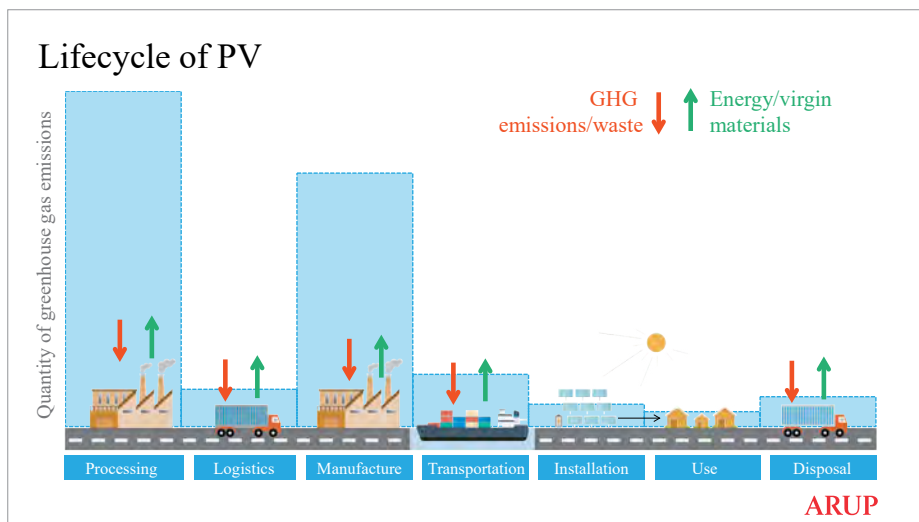 Lifecycle of PV
GHG
emissions/waste
Energy/virgin
materials
Quantity of greenhouse gas emissions
Processing
Logistics
Manufacture
Transportation
Installation
Use
Disposal
ARUP